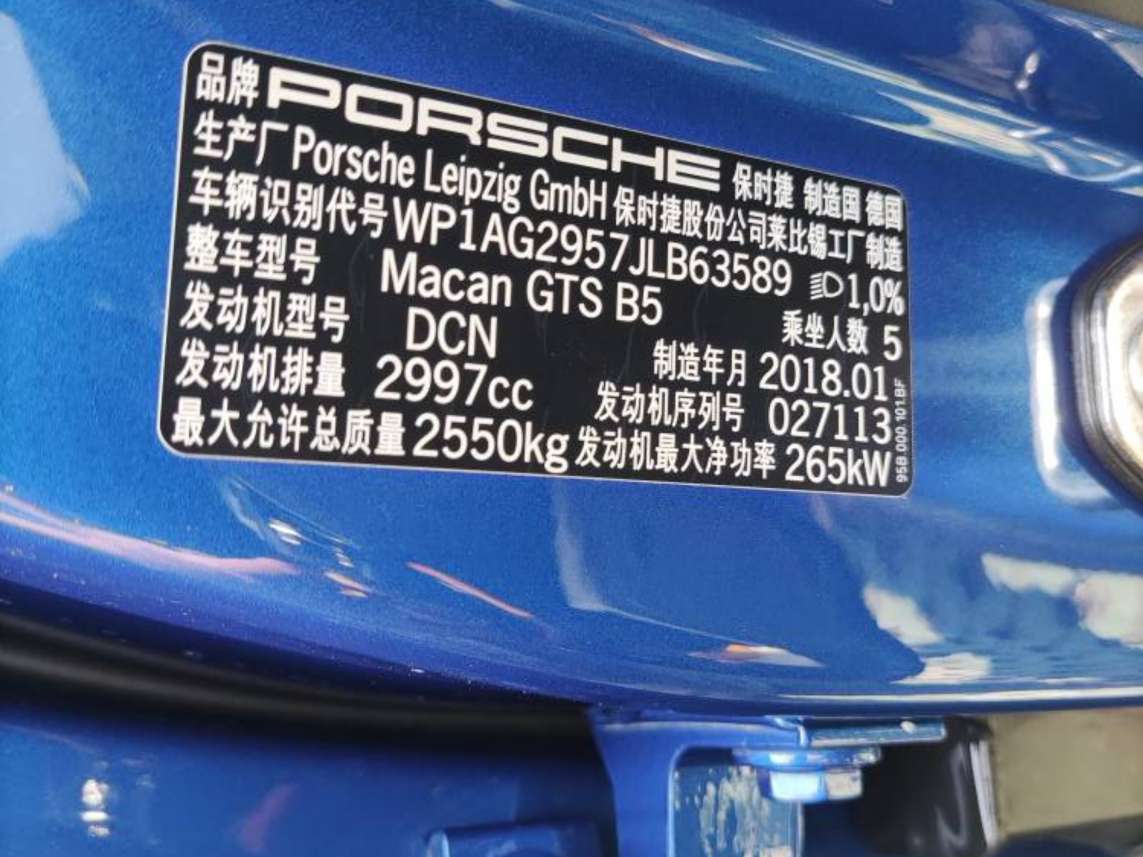 品牌 PORSCHE 保时捷 制造国 德国
生产厂 Porsche Leipzig GmbH 保时捷股份公司莱比锡工厂制造
车辆识别代号 WP1AG2957JLB63589 1,0%
整车型号 Macan GTS B5 乘坐人数 5
发动机型号 DCN 制造年月 2018.01
发动机排量 2997cc 发动机序列号 027113
最大允许总质量 2550kg 发动机最大净功率 265kW
95B.000.101.BF